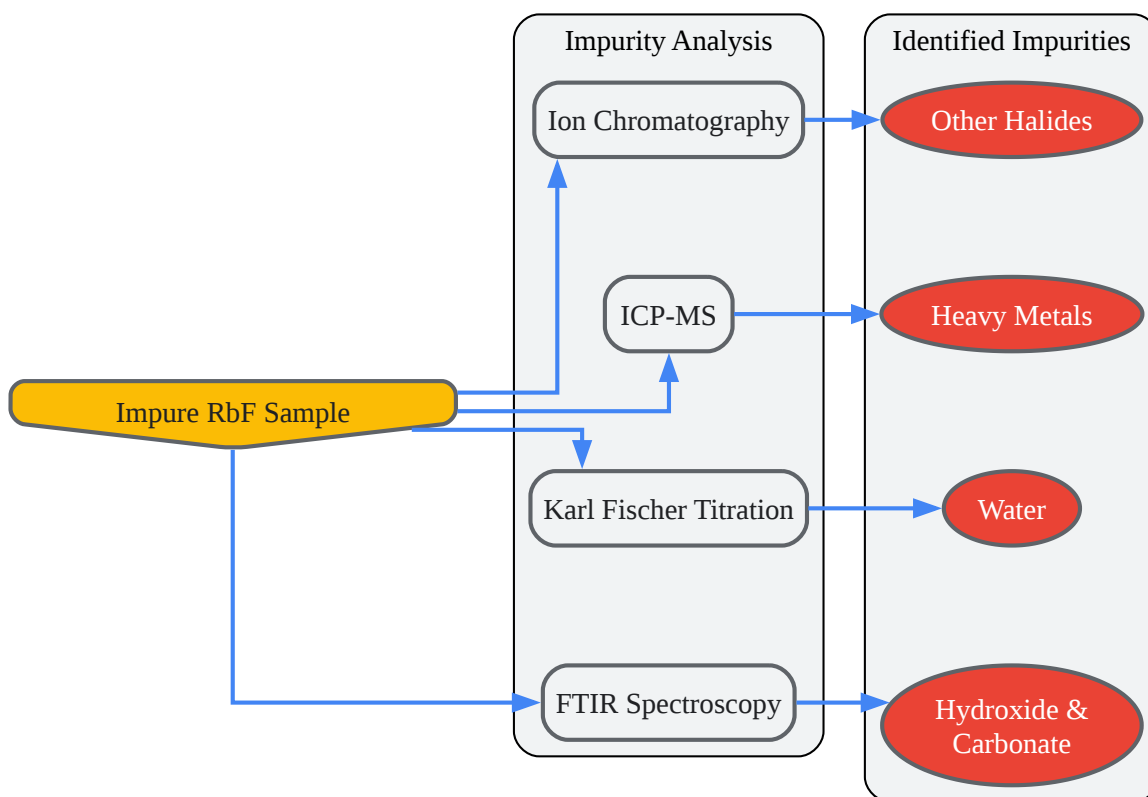 Impurity Analysis
Identified Impurities
Ion Chromatography
Other Halides
ICP-MS
Heavy Metals
Impure RbF Sample
Karl Fischer Titration
Water
FTIR Spectroscopy
Hydroxide &
Carbonate